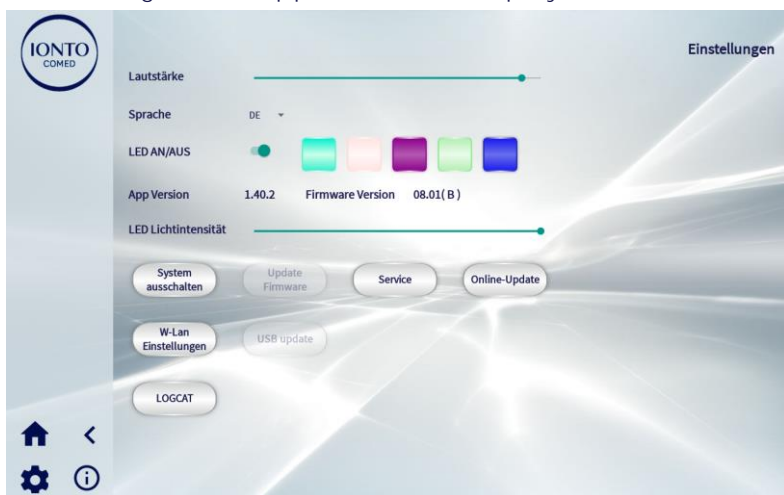 IONTO
COMED
Einstellungen
Lautstärke
Sprache DE
LED AN/AUS
App Version 1.40.2 Firmware Version 08.01( B )
LED Lichtintensität
System
ausschalten
Update
Firmware
Service
Online-Update
W-Lan
Einstellungen
USB update
LOGCAT